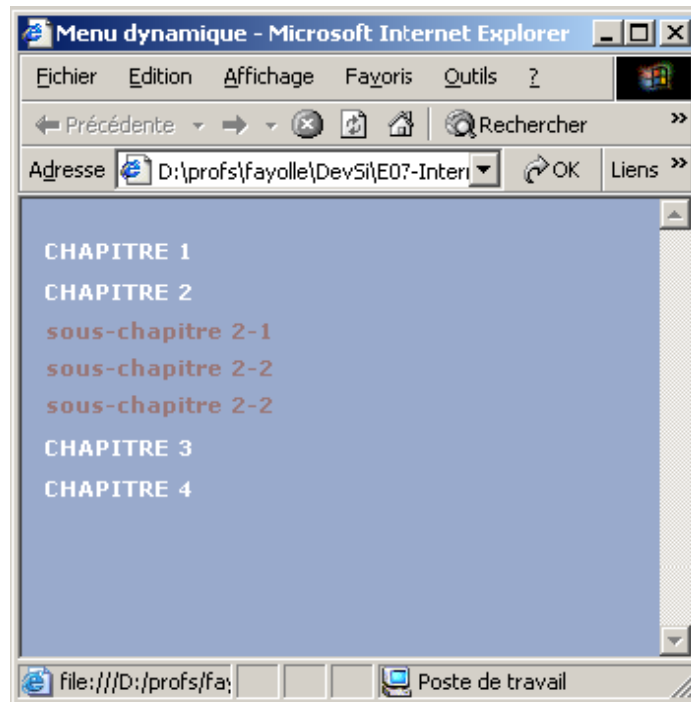 Menu dynamique - Microsoft Internet Explorer
Fichier Edition Affichage Favoris Outils ?
Précédente Rechercher »
Adresse D:\profs\fayolle\DevSi\E07-Inter OK Liens »
CHAPITRE 1
CHAPITRE 2
sous-chapitre 2-1
sous-chapitre 2-2
sous-chapitre 2-2
CHAPITRE 3
CHAPITRE 4
file:///D:/profs/fay Poste de travail